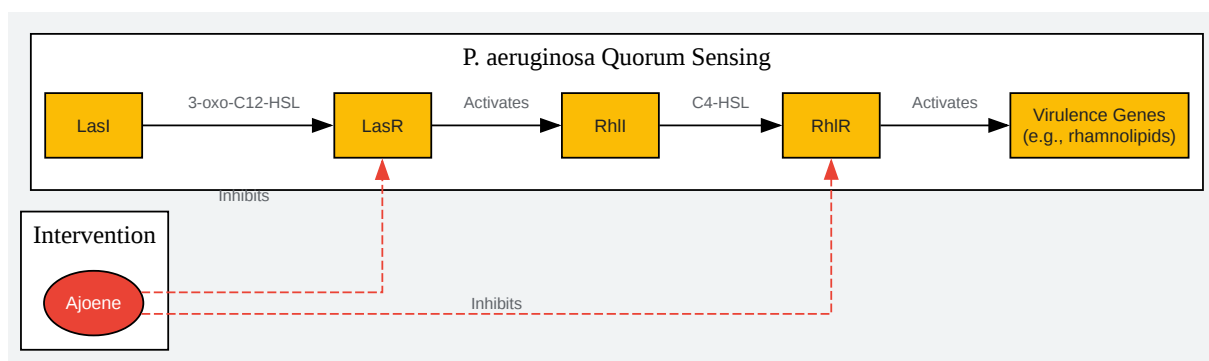 P. aeruginosa Quorum Sensing
3-oxo-C12-HSL
Activates
C4-HSL
Activates
LasI
LasR
RhlI
RhlR
Virulence Genes
(e.g., rhamnolipids)
Inhibits
Intervention
Ajoene
Inhibits